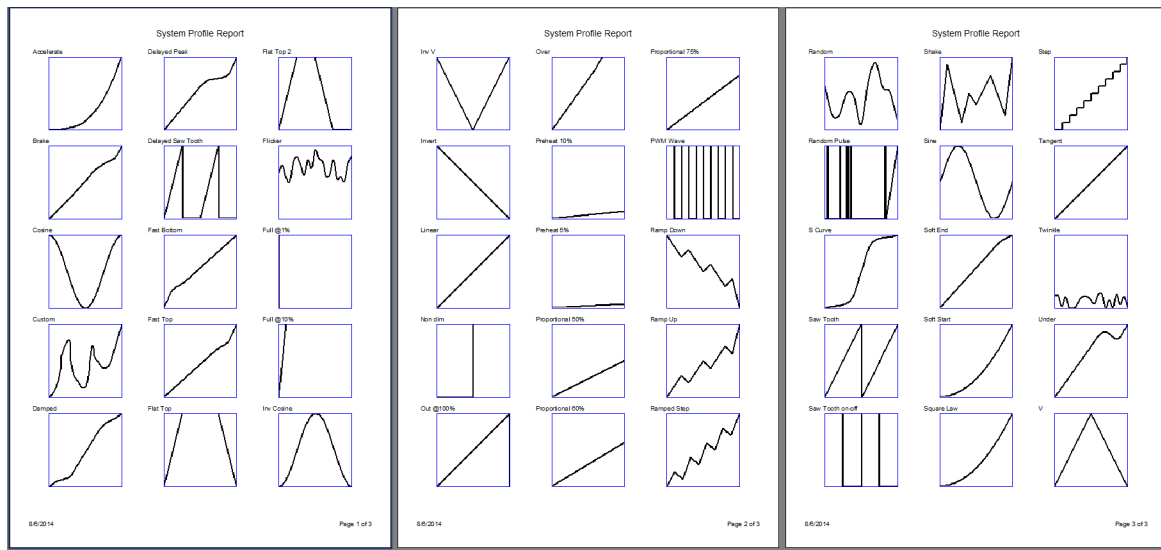 System Profile Report
Accelerate
Delayed Peak
Flat Top 2
Brake
Delayed Saw Tooth
Flicker
Cosine
Fast Bottom
Full @1%
Custom
Fast Top
Full @10%
Damped
Flat Top
Inv Cosine
8/6/2014
Page 1 of 3
System Profile Report
Inv V
Over
Proportional 75%
Invert
Preheat 10%
PWM Wave
Linear
Preheat 5%
Ramp Down
Non dim
Proportional 50%
Ramp Up
Out @100%
Proportional 60%
Ramped Step
8/6/2014
Page 2 of 3
System Profile Report
Random
Shake
Step
Random Pulse
Sine
Tangent
S Curve
Soft End
Twinkle
Saw Tooth
Soft Start
Under
Saw Tooth on-off
Square Law
V
8/6/2014
Page 3 of 3